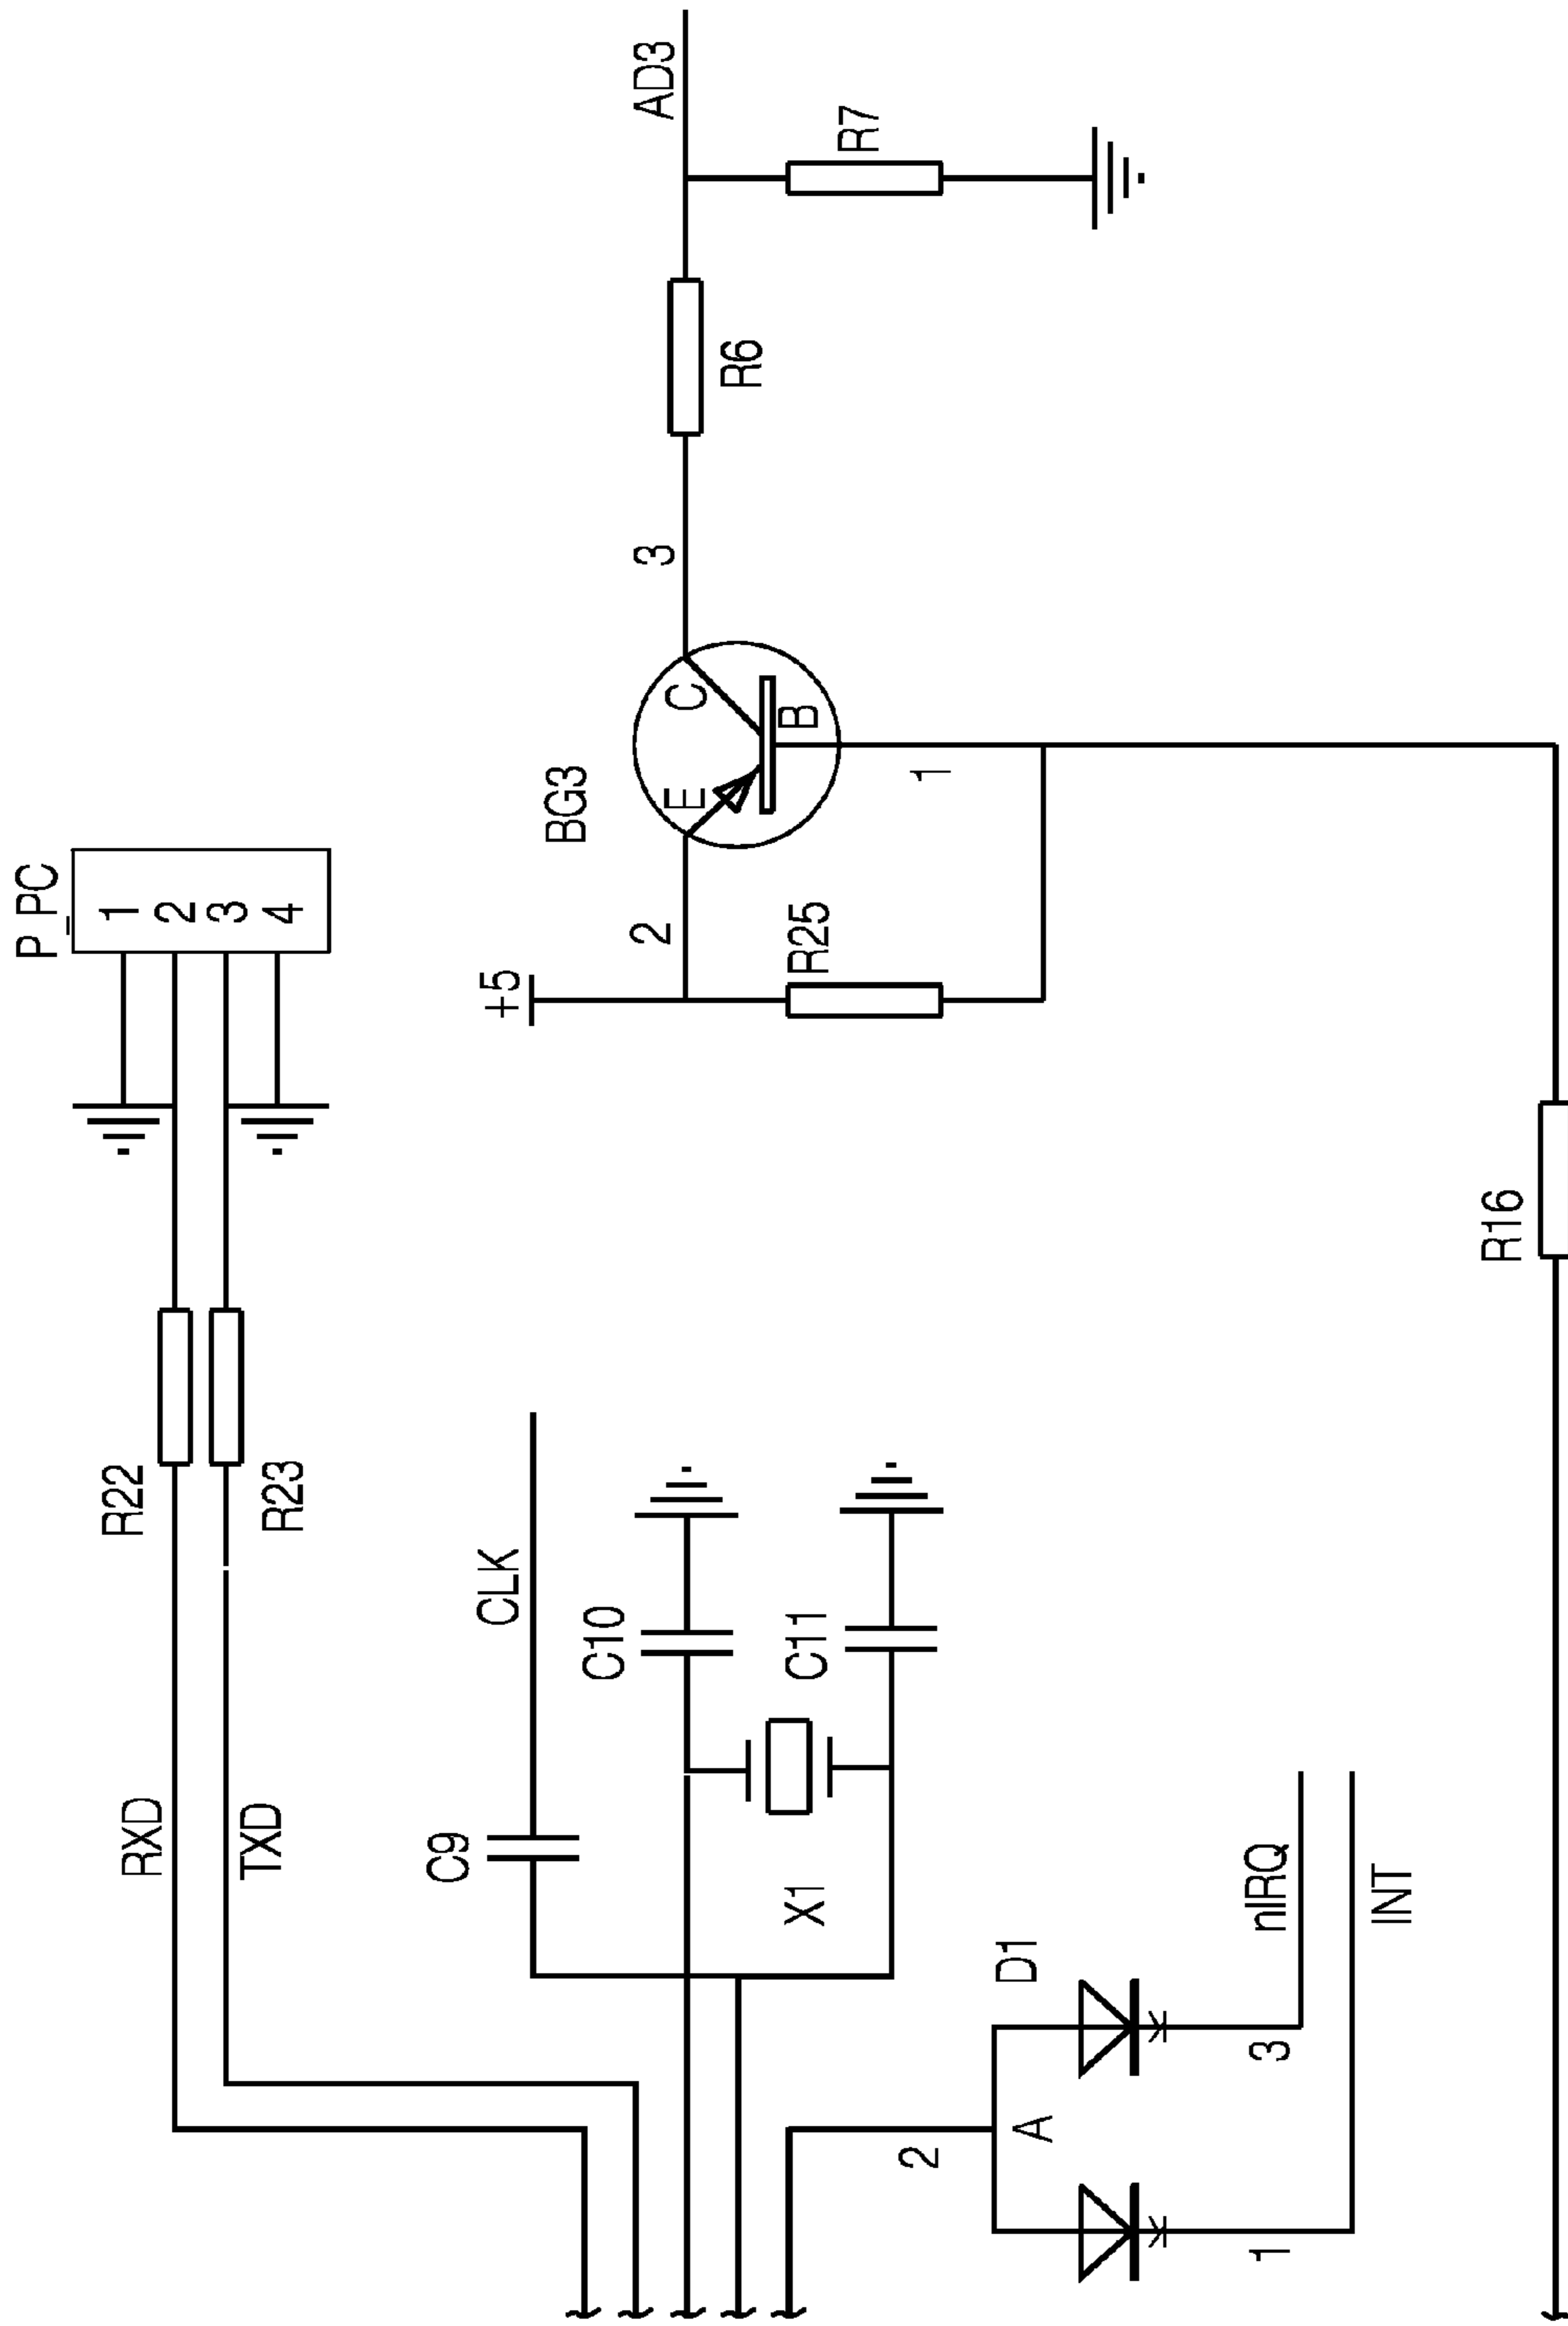 P_PC
1
2
3
4
R22
R23
RXD
TXD
+5
BG3
E
C
B
2
3
1
R25
R6
AD3
R7
R16
CLK
C9
C10
C11
X1
D1
2
A
3
1
nIRQ
INT